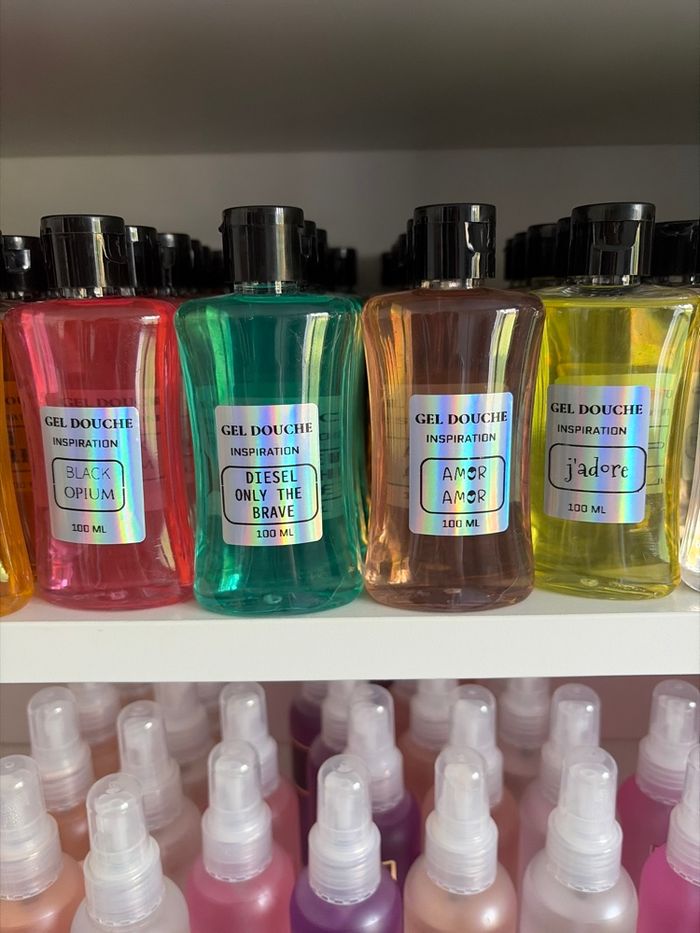 GEL DOUCHE
INSPIRATION
BLACK
OPIUM
100 ML
GEL DOUCHE
INSPIRATION
DIESEL
ONLY THE
BRAVE
100 ML
GEL DOUCHE
INSPIRATION
AMOR
AMOR
100 ML
GEL DOUCHE
INSPIRATION
j'adore
100 ML